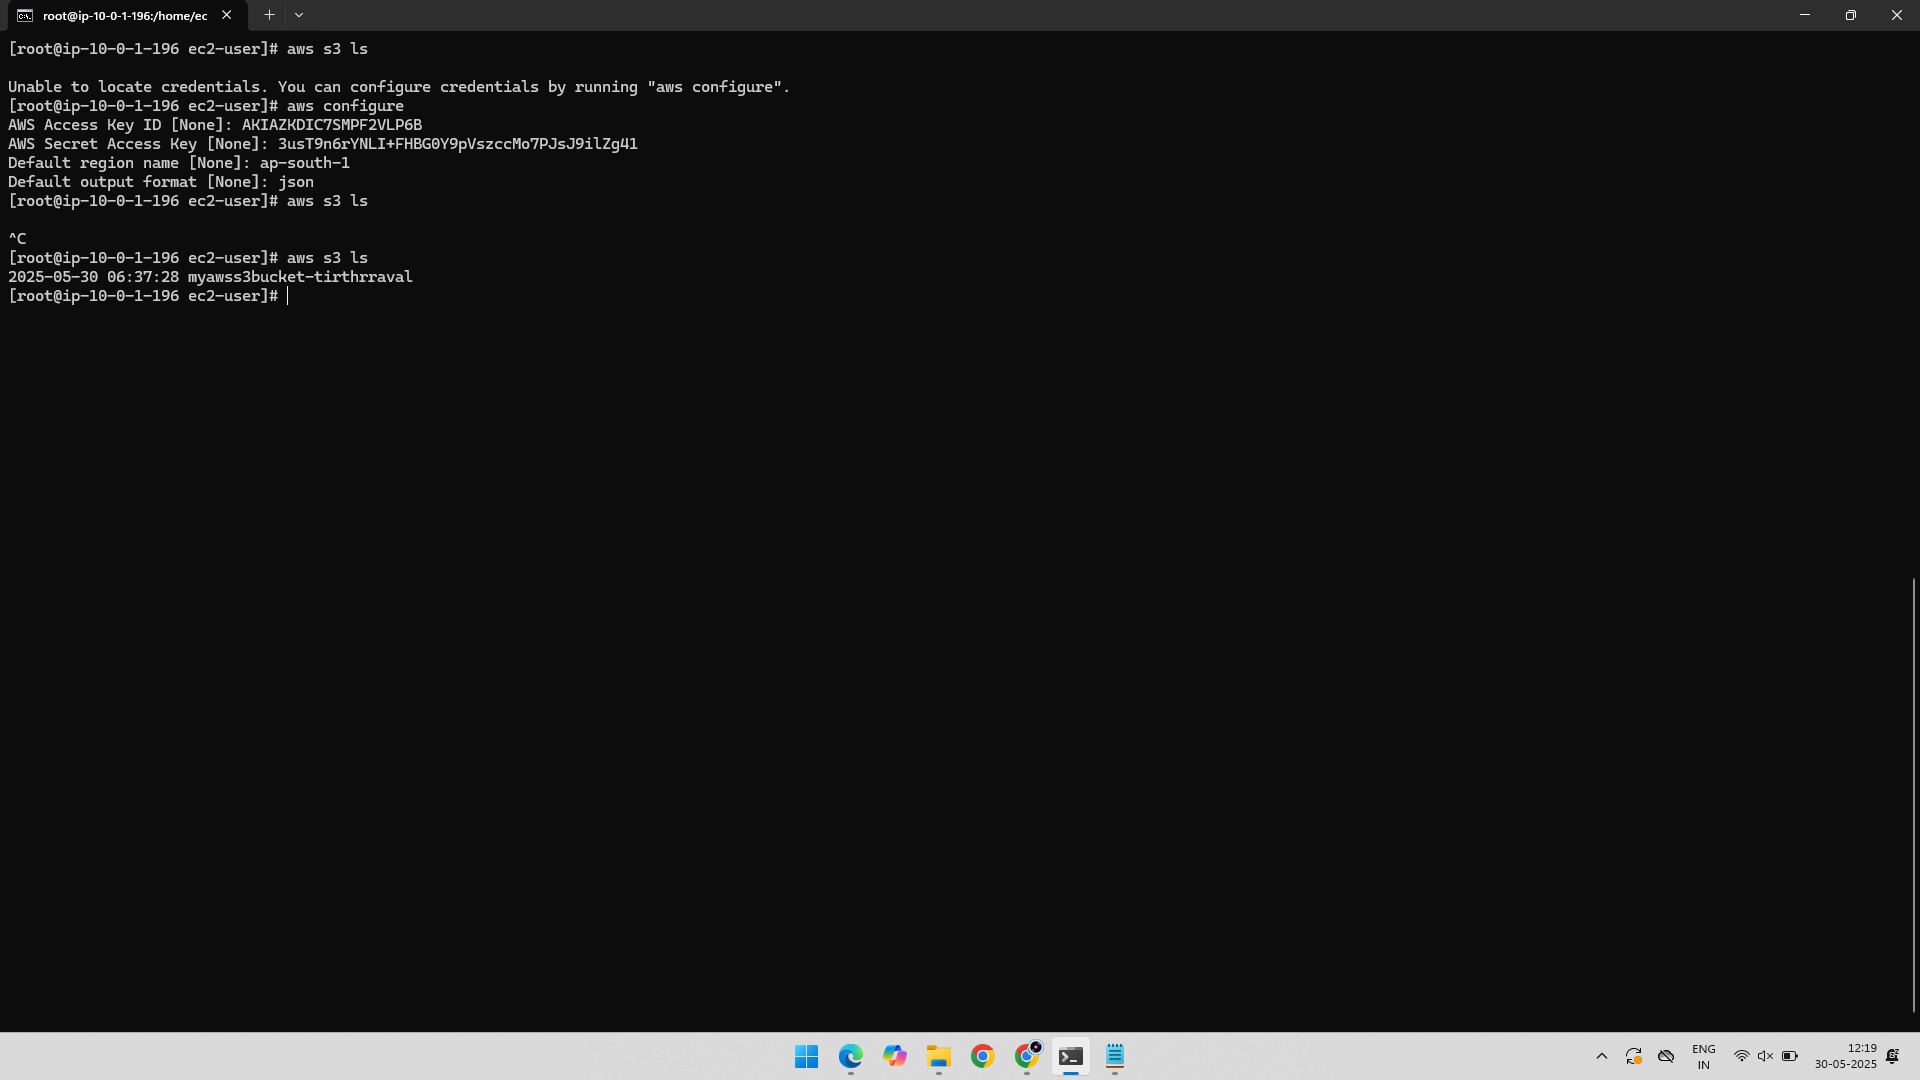 root@ip-10-0-1-196:/home/ec
[root@ip-10-0-1-196 ec2-user]# aws s3 ls
Unable to locate credentials. You can configure credentials by running "aws configure".
[root@ip-10-0-1-196 ec2-user]# aws configure
AWS Access Key ID [None]: AKIAZKDIC7SMPF2VLP6B
AWS Secret Access Key [None]: 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
Default region name [None]: ap-south-1
Default output format [None]: json
[root@ip-10-0-1-196 ec2-user]# aws s3 ls
^C
[root@ip-10-0-1-196 ec2-user]# aws s3 ls
2025-05-30 06:37:28 myawss3bucket-tirthrraval
[root@ip-10-0-1-196 ec2-user]#
ENG
IN
12:19
30-05-2025